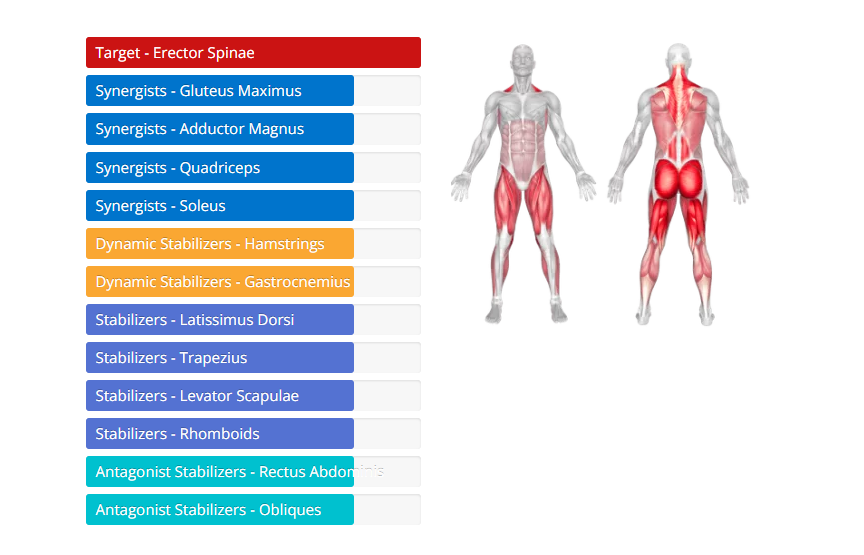 Target - Erector Spinae
Synergists - Gluteus Maximus
Synergists - Adductor Magnus
Synergists - Quadriceps
Synergists - Soleus
Dynamic Stabilizers - Hamstrings
Dynamic Stabilizers - Gastrocnemius
Stabilizers - Latissimus Dorsi
Stabilizers - Trapezius
Stabilizers - Levator Scapulae
Stabilizers - Rhomboids
Antagonist Stabilizers - Rectus Abdominis
Antagonist Stabilizers - Obliques